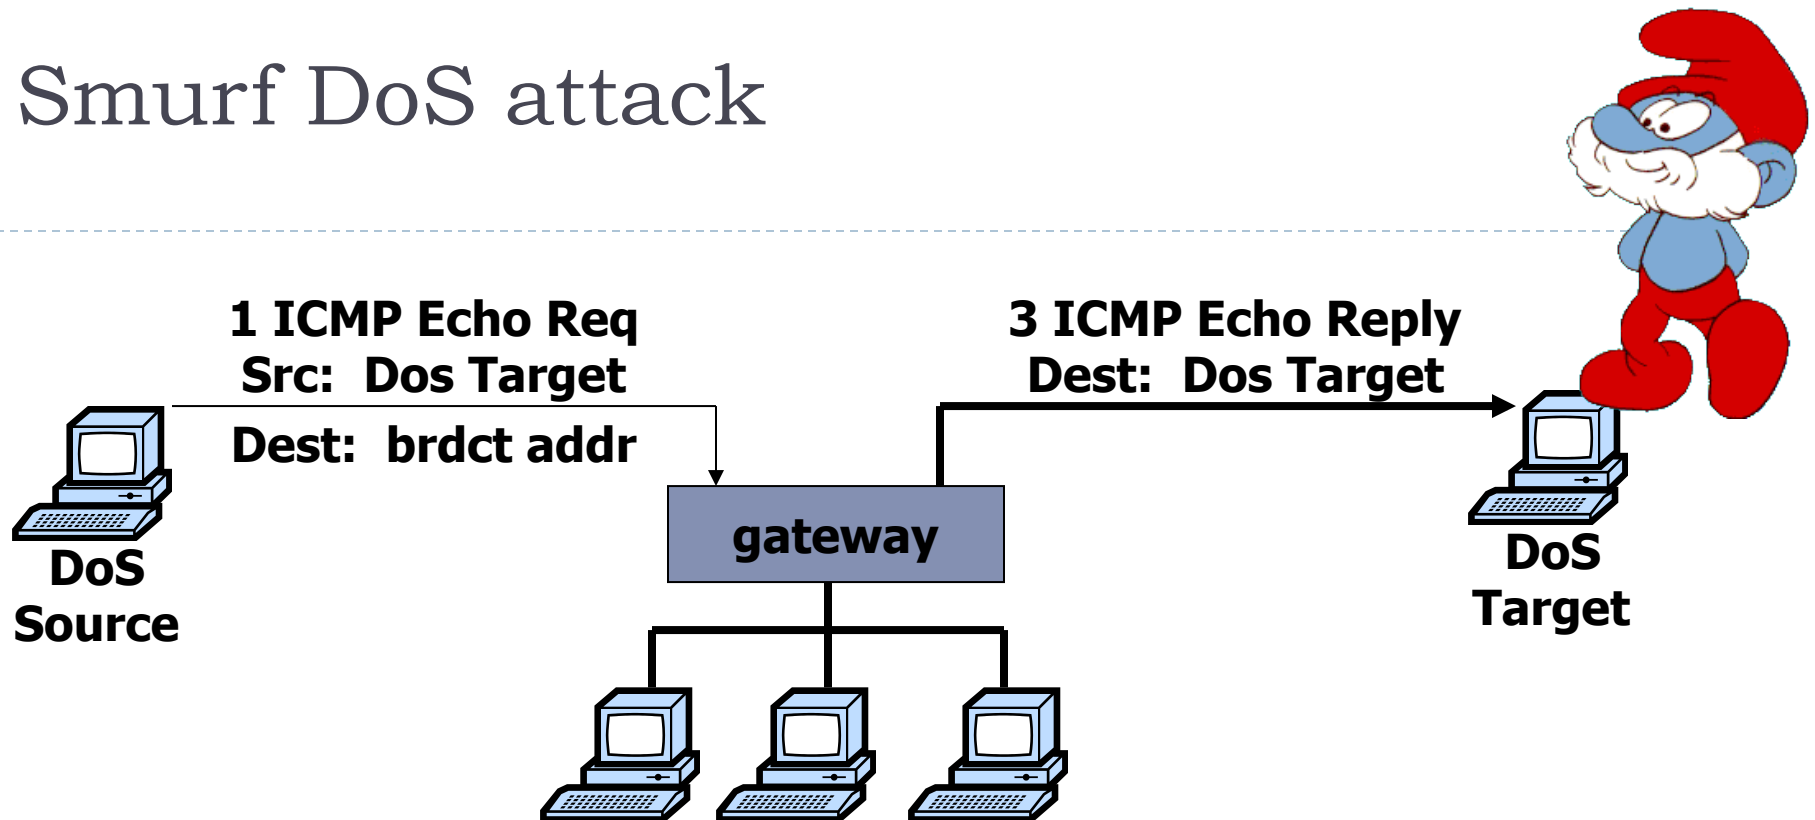 Smurf DoS attack
1 ICMP Echo Req
Src: Dos Target
Dest: brdct addr
3 ICMP Echo Reply
Dest: Dos Target
gateway
DoS
Source
DoS
Target